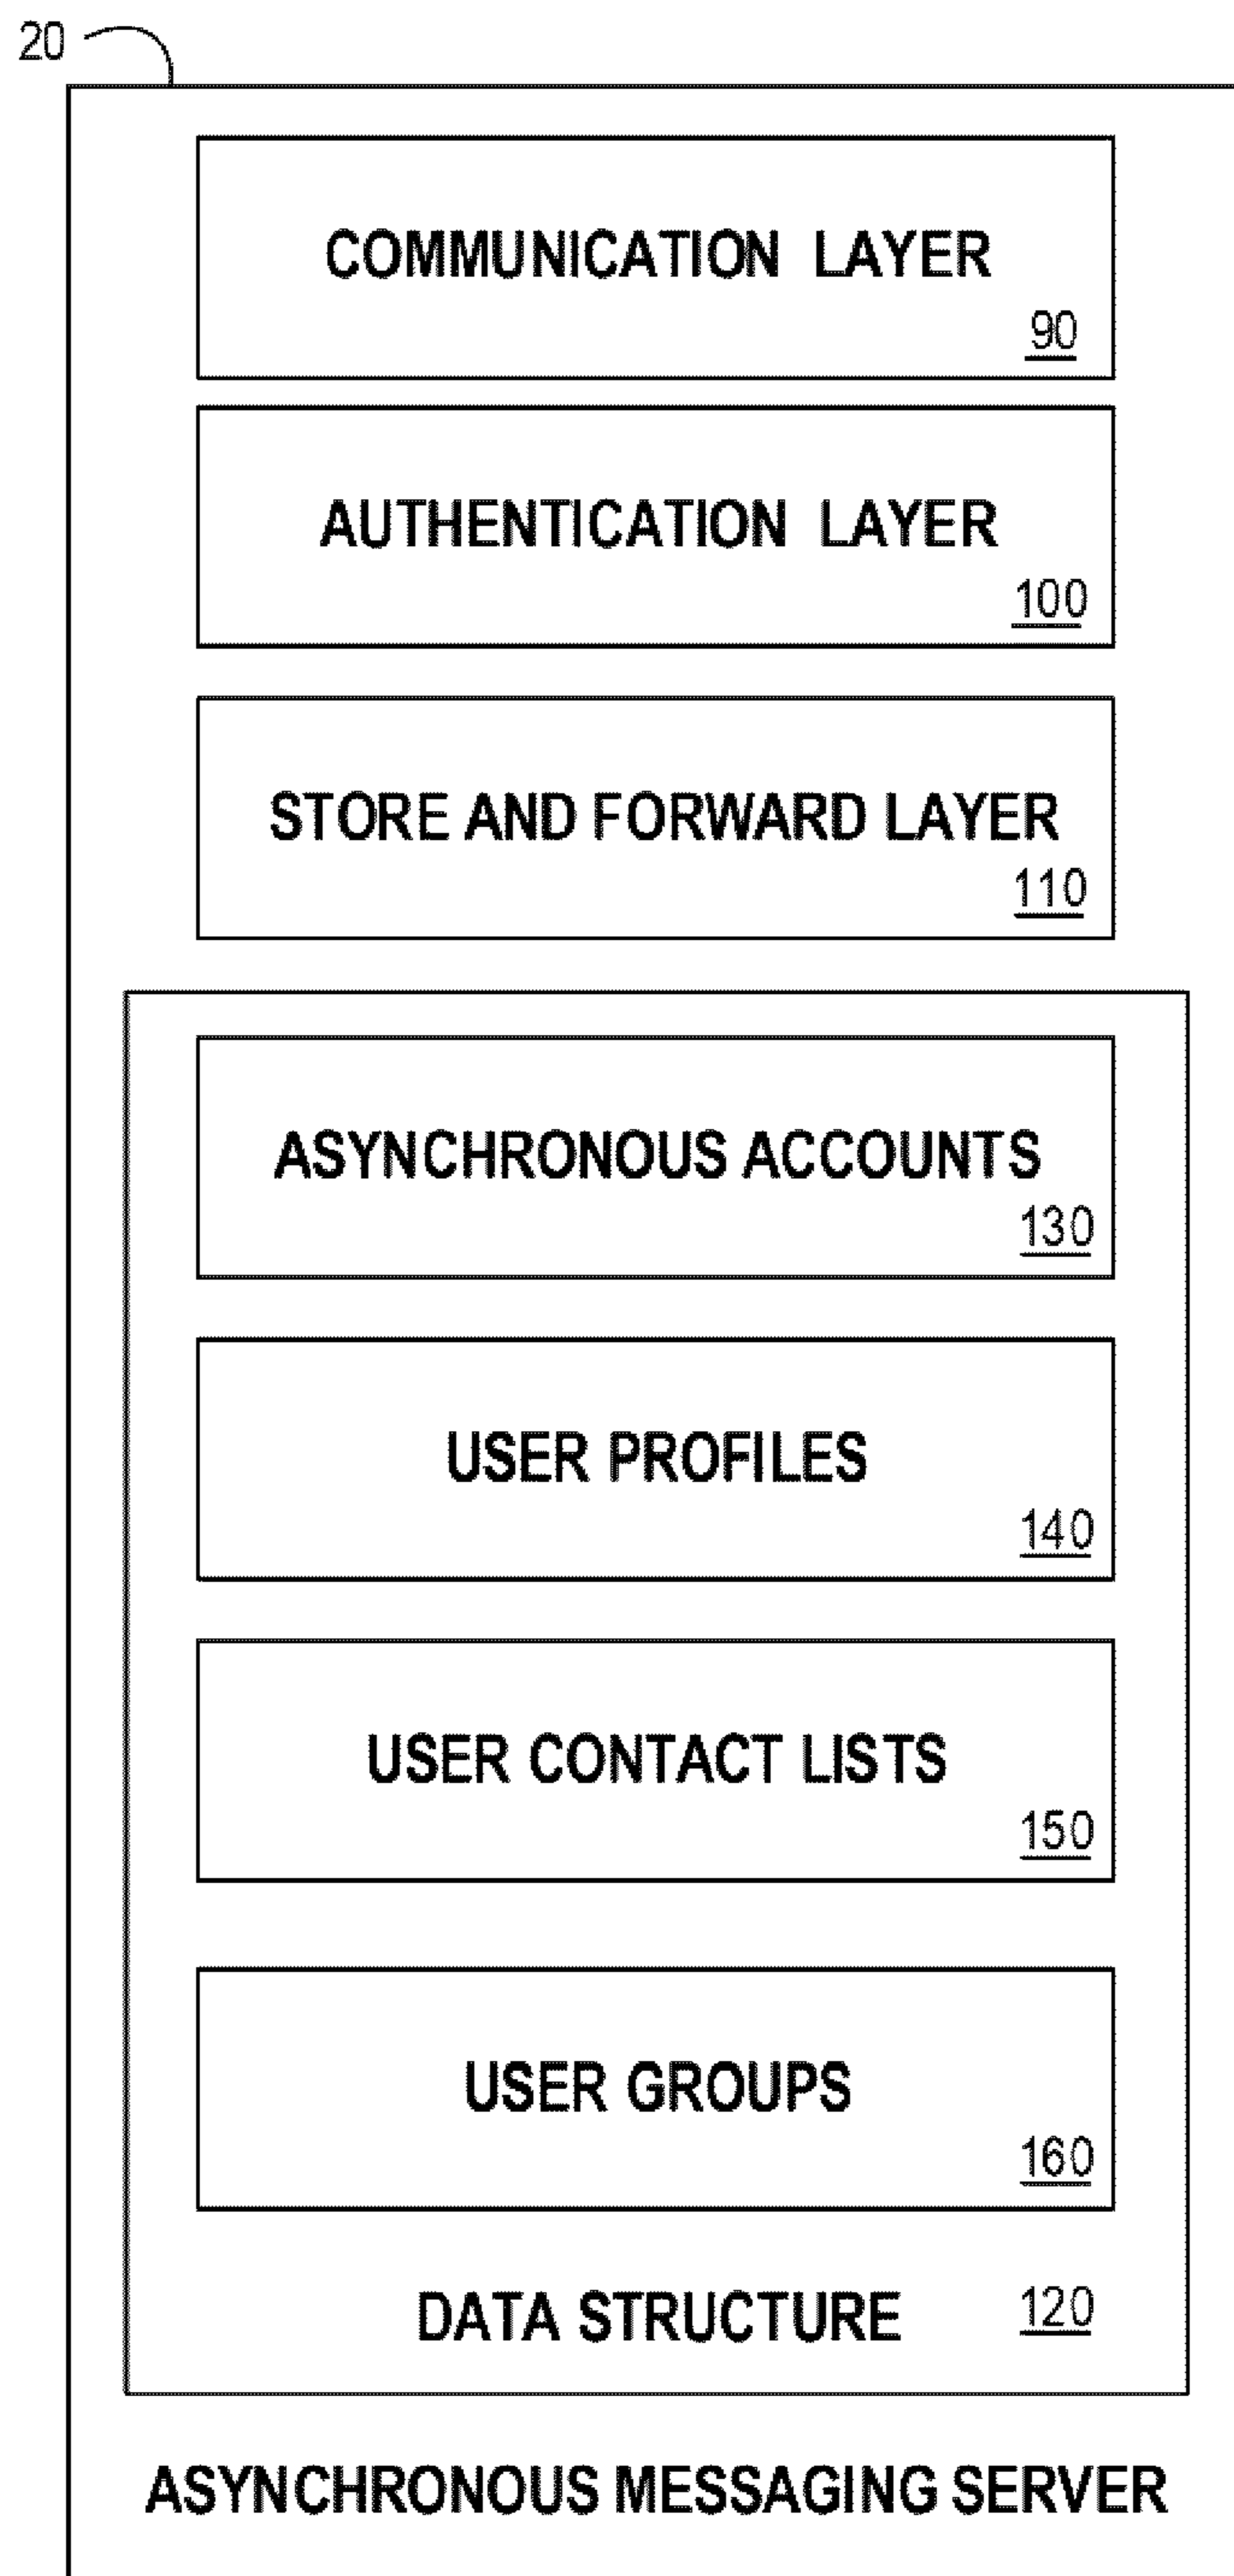 20
COMMUNICATION LAYER
90
AUTHENTICATION LAYER
100
STORE AND FORWARD LAYER
110
ASYNCHRONOUS ACCOUNTS
130
USER PROFILES
140
USER CONTACT LISTS
150
USER GROUPS
160
DATA STRUCTURE 120
ASYNCHRONOUS MESSAGING SERVER